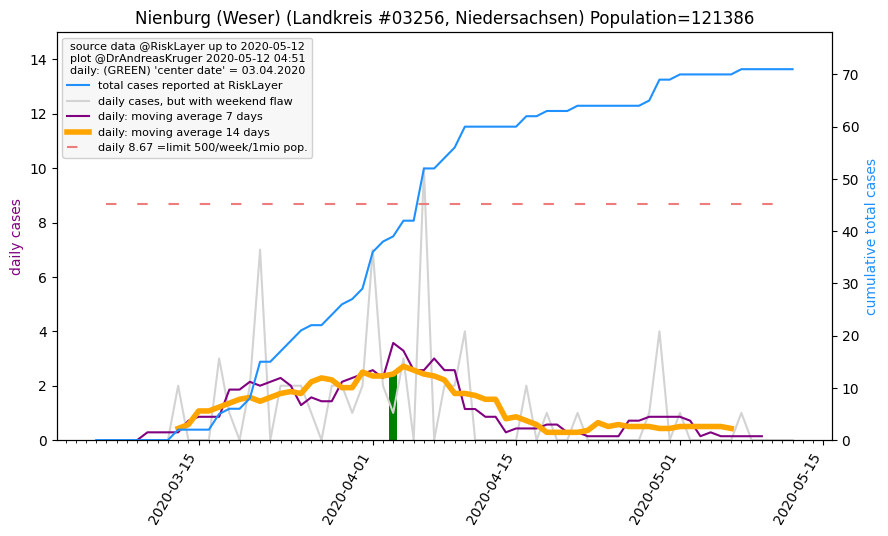 Nienburg (Weser) (Landkreis #03256, Niedersachsen) Population=121386
source data @RiskLayer up to 2020-05-12
plot @DrAndreasKruger 2020-05-12 04:51
daily: (GREEN) 'center date' = 03.04.2020
total cases reported at RiskLayer
daily cases, but with weekend flaw
daily: moving average 7 days
daily: moving average 14 days
daily 8.67 =limit 500/week/1mio pop.
daily cases
0
2
4
6
8
10
12
14
cumulative total cases
0
10
20
30
40
50
60
70
2020-03-15
2020-04-01
2020-04-15
2020-05-01
2020-05-15